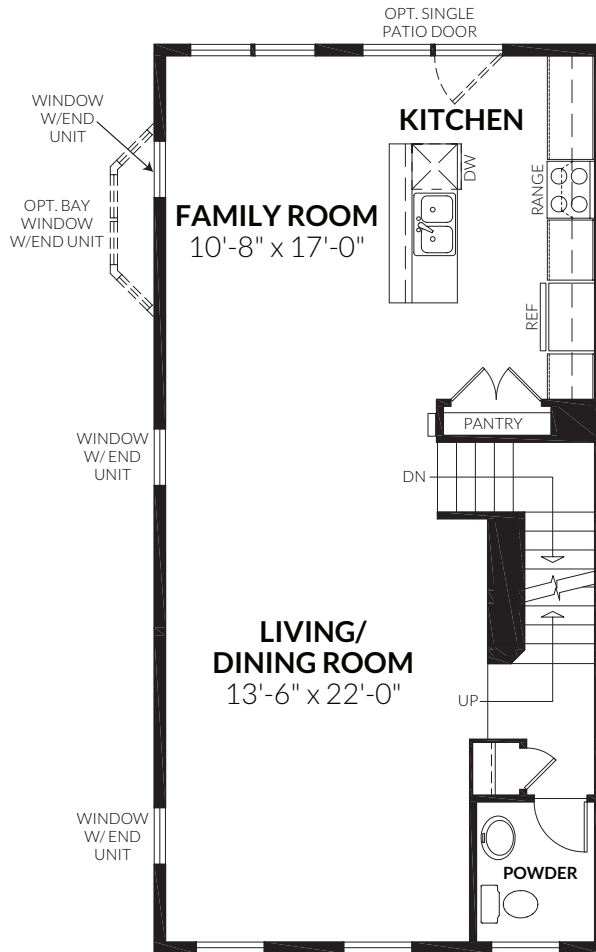 OPT. SINGLE
PATIO DOOR
WINDOW
W/END
UNIT
KITCHEN
DW
RANGE
OPT. BAY
WINDOW
W/END UNIT
FAMILY ROOM
10'-8" x 17'-0"
REF
PANTRY
WINDOW
W/ END
UNIT
DN
LIVING/
DINING ROOM
13'-6" x 22'-0"
UP
WINDOW
W/ END
UNIT
POWDER